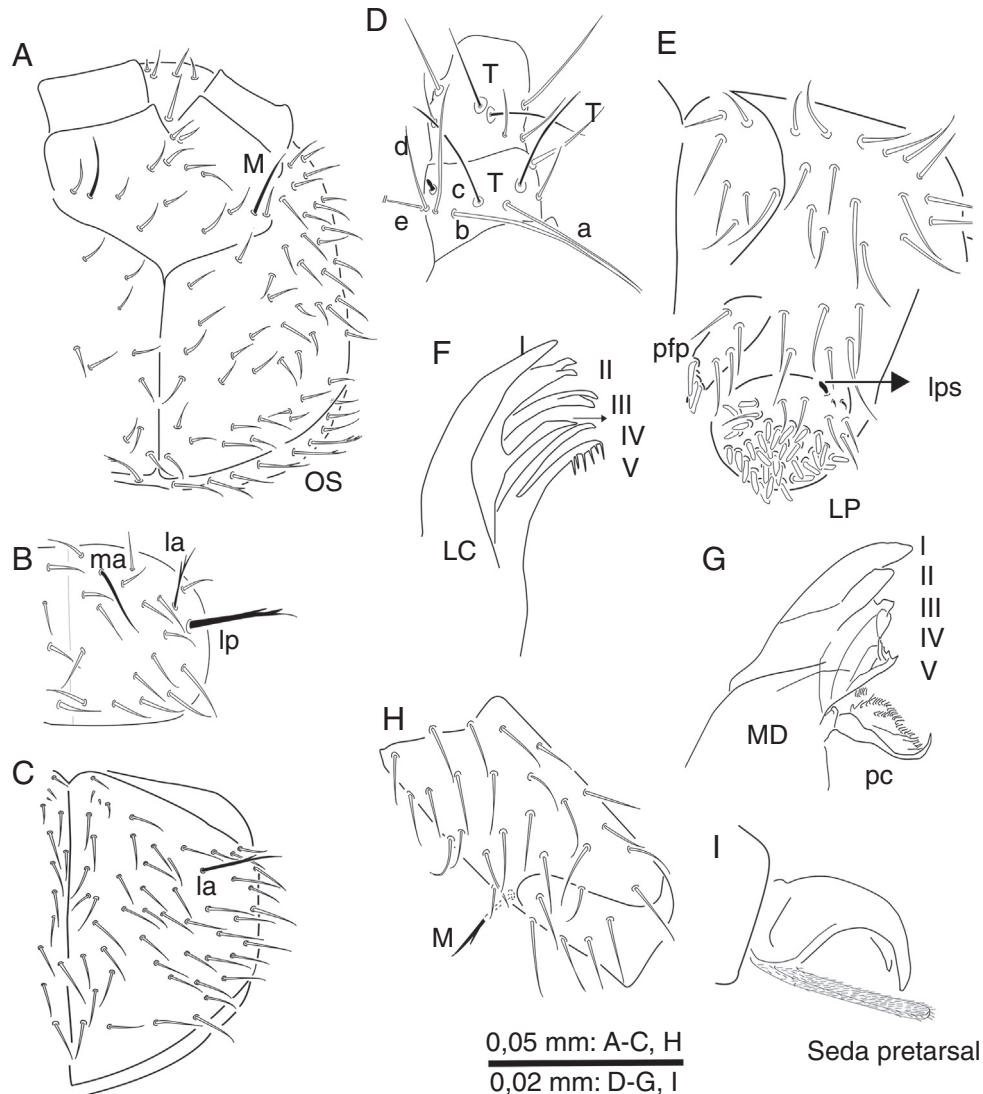 A
M
OS
B
ma
la
lp
C
la
D
T
T
d
c
T
e
b
a
E
pfp
lps
LP
F
I
II
III
IV
V
LC
G
I
II
III
IV
V
MD
pc
H
M
I
Seda pretarsal
0,05 mm: A-C, H
0,02 mm: D-G, I